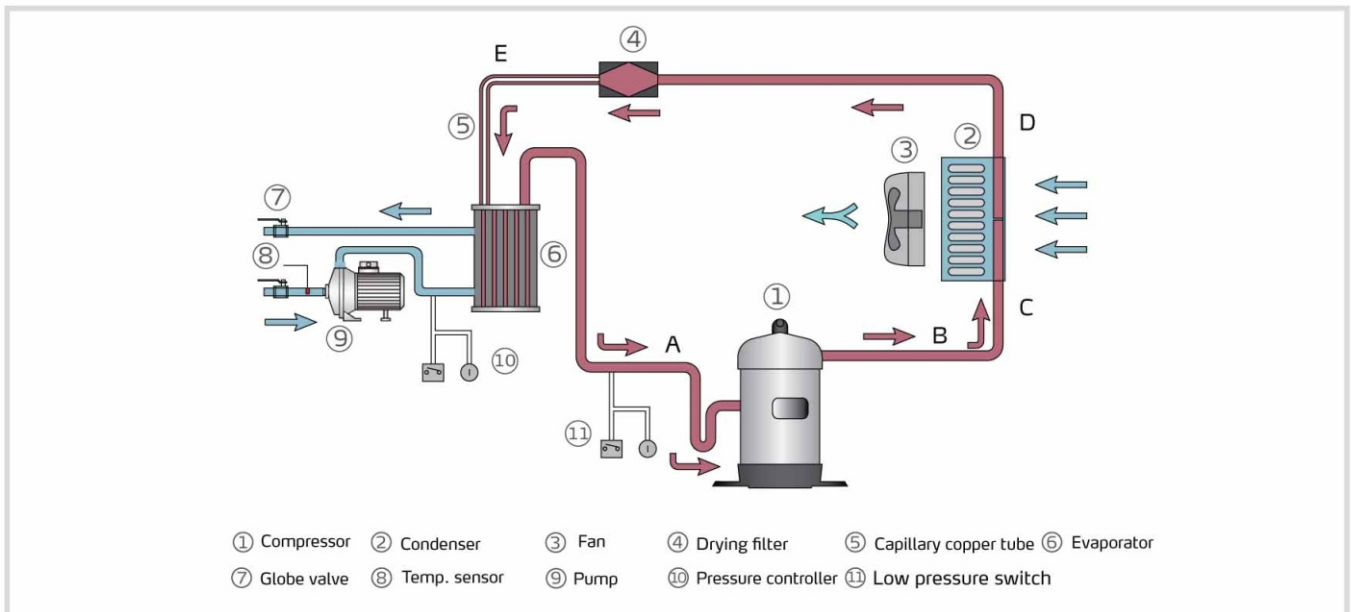 E
④
D
⑤
③
②
⑦
⑥
⑧
①
C
A
B
⑨
⑩
⑪
① Compressor ② Condenser ③ Fan ④ Drying filter ⑤ Capillary copper tube ⑥ Evaporator
⑦ Globe valve ⑧ Temp. sensor ⑨ Pump ⑩ Pressure controller ⑪ Low pressure switch